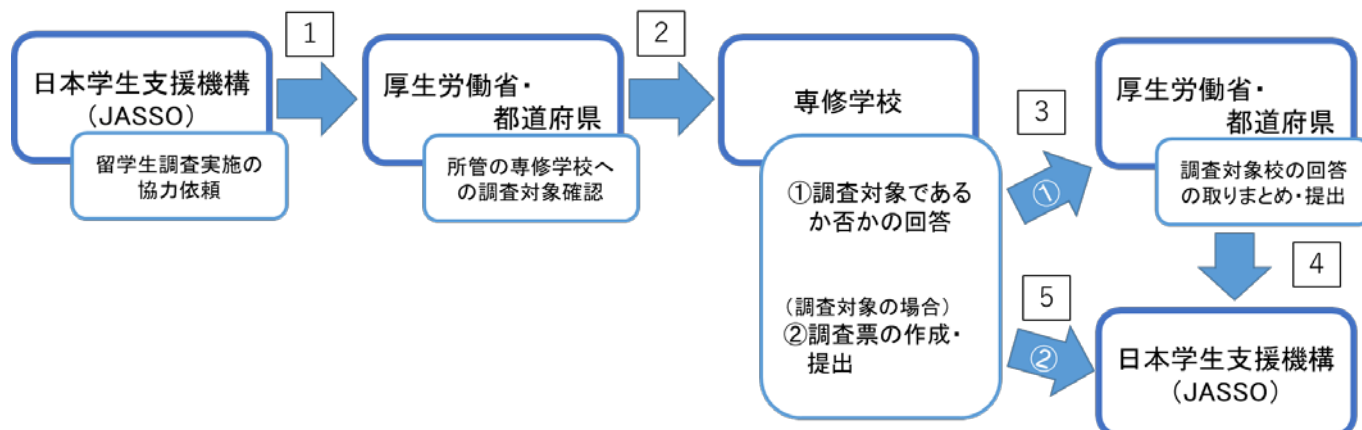 1
日本学生支援機構
(JASSO)
留学生調査実施の
協力依頼
2
厚生労働省・
都道府県
所管の専修学校へ
の調査対象確認
専修学校
①調査対象である
か否かの回答
(調査対象の場合)
②調査票の作成・
提出
3
①
厚生労働省・
都道府県
調査対象校の回答
の取りまとめ・提出
4
5
②
日本学生支援機構
(JASSO)